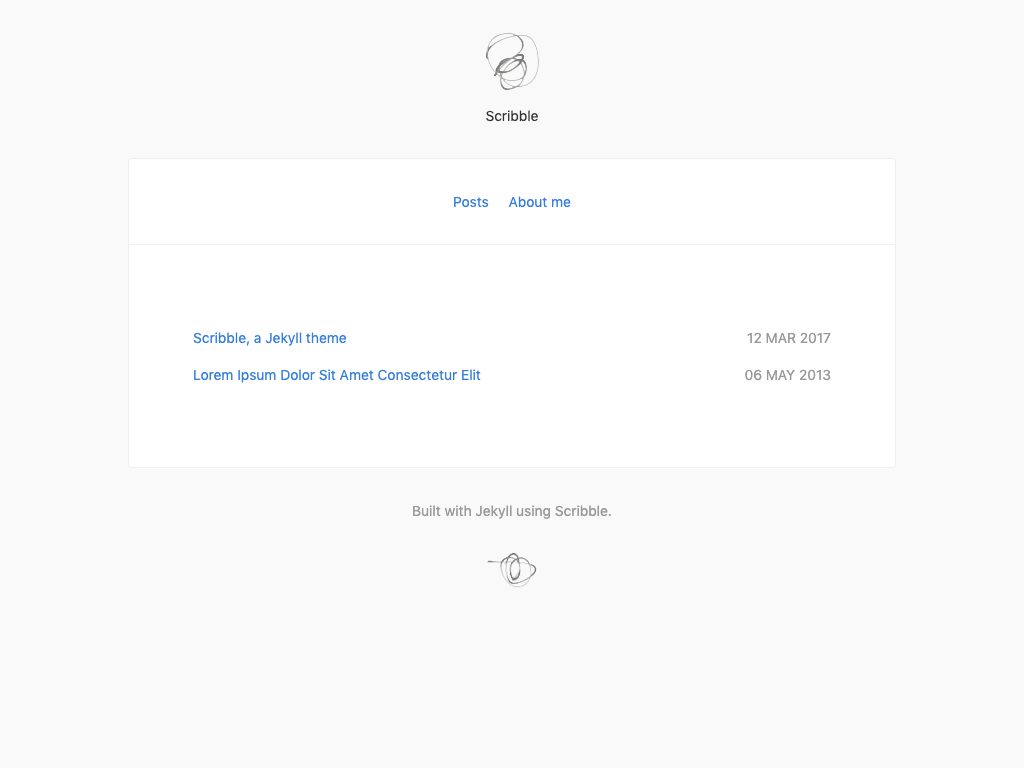 Scribble
Posts About me
Scribble, a Jekyll theme 12 MAR 2017
Lorem Ipsum Dolor Sit Amet Consectetur Elit 06 MAY 2013
Built with Jekyll using Scribble.